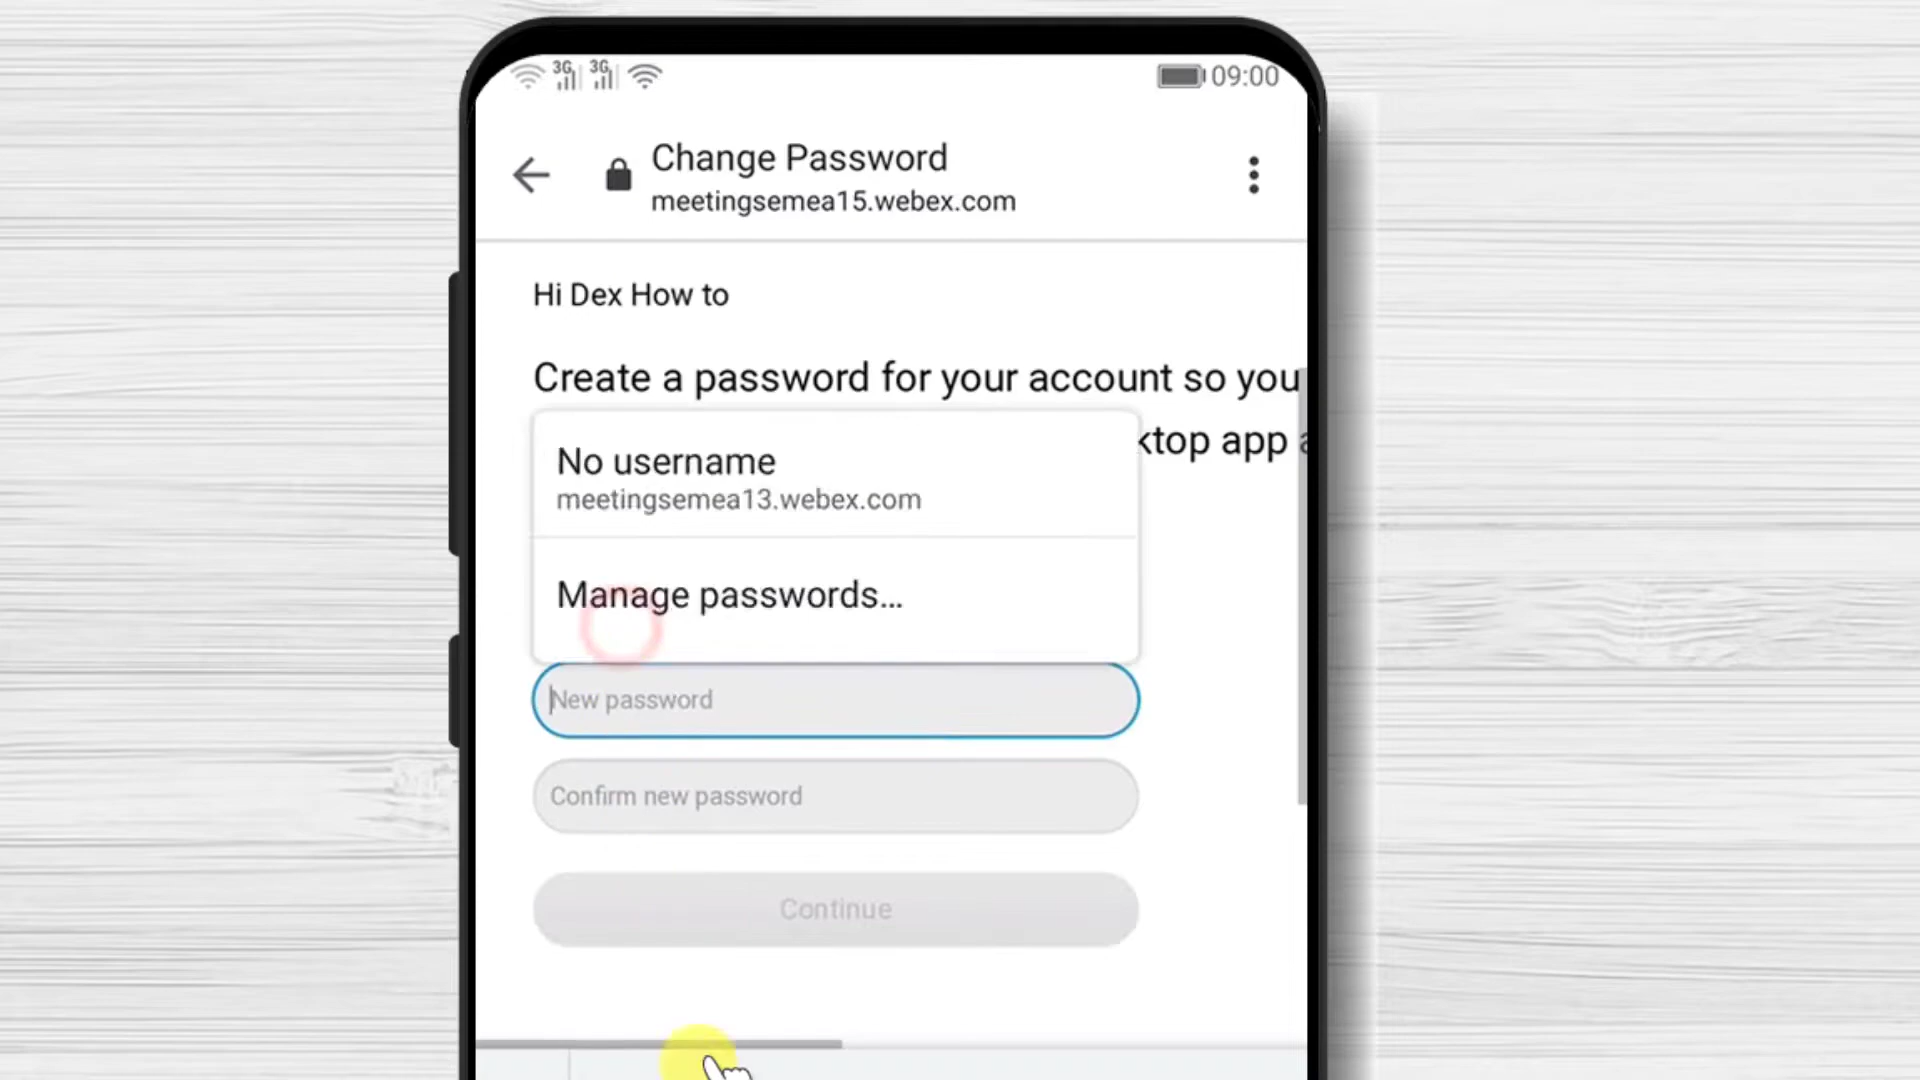 3G 3G 09:00
Change Password
meetingsemea15.webex.com
Hi Dex How to
Create a password for your account so you
ktop app
No username
meetingsemea13.webex.com
Manage passwords...
New password
Confirm new password
Continue